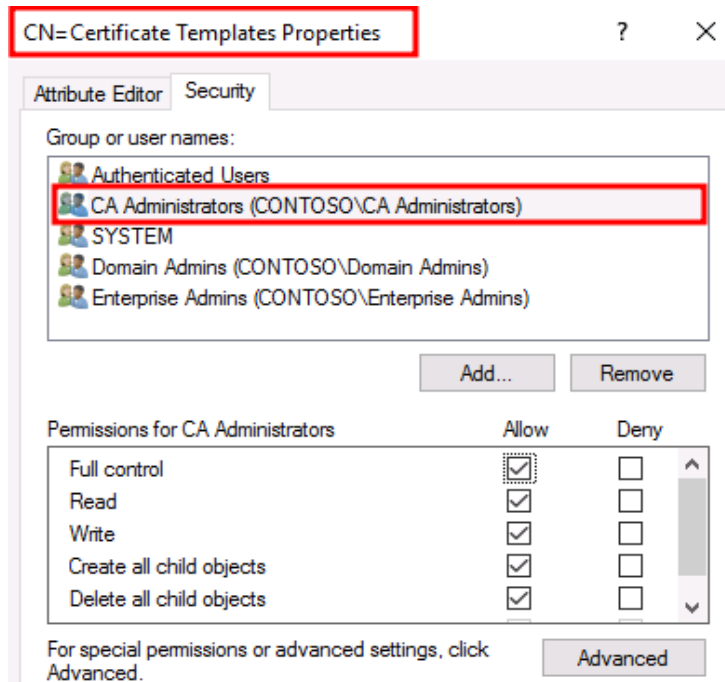 CN=Certificate Templates Properties ? ×
Attribute Editor Security
Group or user names:
Authenticated Users
CA Administrators (CONTOSO\CA Administrators)
SYSTEM
Domain Admins (CONTOSO\Domain Admins)
Enterprise Admins (CONTOSO\Enterprise Admins)
Add... Remove
Permissions for CA Administrators Allow Deny
Full control
Read
Write
Create all child objects
Delete all child objects
For special permissions or advanced settings, click
Advanced. Advanced